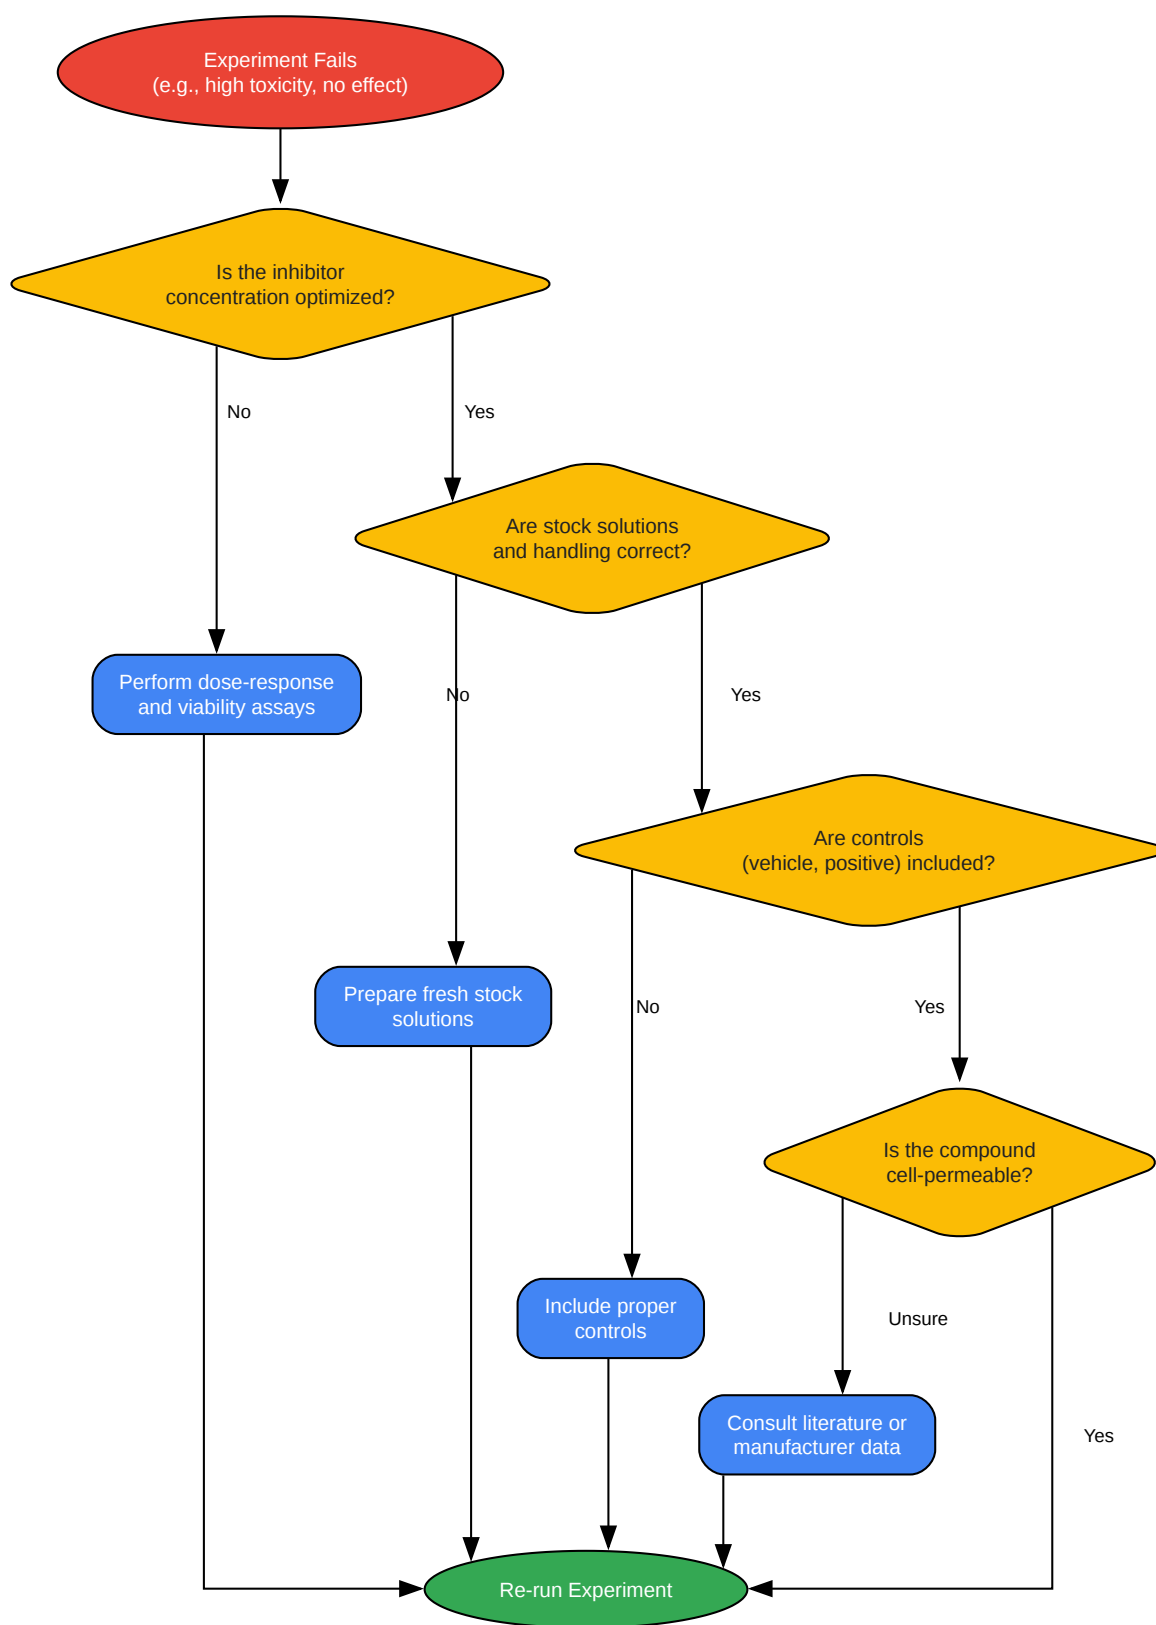 Experiment Fails
(e.g., high toxicity, no effect)
Is the inhibitor
concentration optimized?
No
Yes
Are stock solutions
and handling correct?
Perform dose-response
and viability assays
No
Yes
Are controls
(vehicle, positive) included?
Prepare fresh stock
solutions
No
Yes
Is the compound
cell-permeable?
Include proper
controls
Unsure
Consult literature or
manufacturer data
Yes
Re-run Experiment